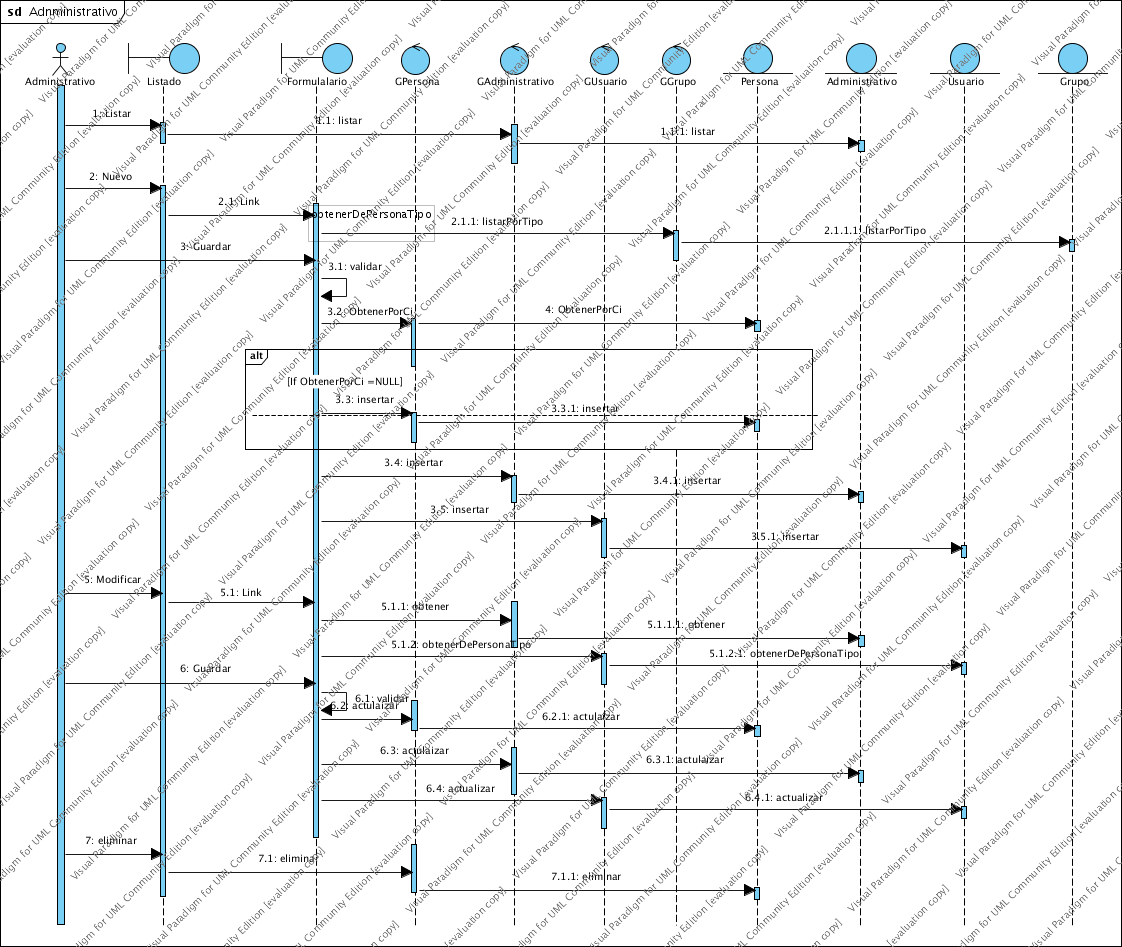 sd Adnministrativo
Administrativo
Listado
Formulalario
GPersona
GAdministrativo
GUsuario
GGrupo
Persona
Administrativo
Usuario
Grupo
1: Listar
1.1: listar
1.1.1: listar
2: Nuevo
2.1: Link
obtenerDePersonaTipo
2.1.1: listarPorTipo
2.1.1.1: listarPorTipo
3: Guardar
3.1: validar
3.2: ObtenerPorCi
4: ObtenerPorCi
alt
[If ObtenerPorCi =NULL]
3.3: insertar
3.3.1: insertar
3.4: insertar
3.4.1: insertar
3.5: insertar
3.5.1: insertar
5: Modificar
5.1: Link
5.1.1: obtener
5.1.1.1: obtener
5.1.2: obtenerDePersonaTipo
5.1.2.1: obtenerDePersonaTipo
6: Guardar
6.1: validar
6.2: actulaizar
6.2.1: actulaizar
6.3: actulaizar
6.3.1: actulaizar
6.4: actualizar
6.4.1: actualizar
7: eliminar
7.1: eliminar
7.1.1: eliminar
Visual Paradigm for UML Community Edition [evaluation copy]